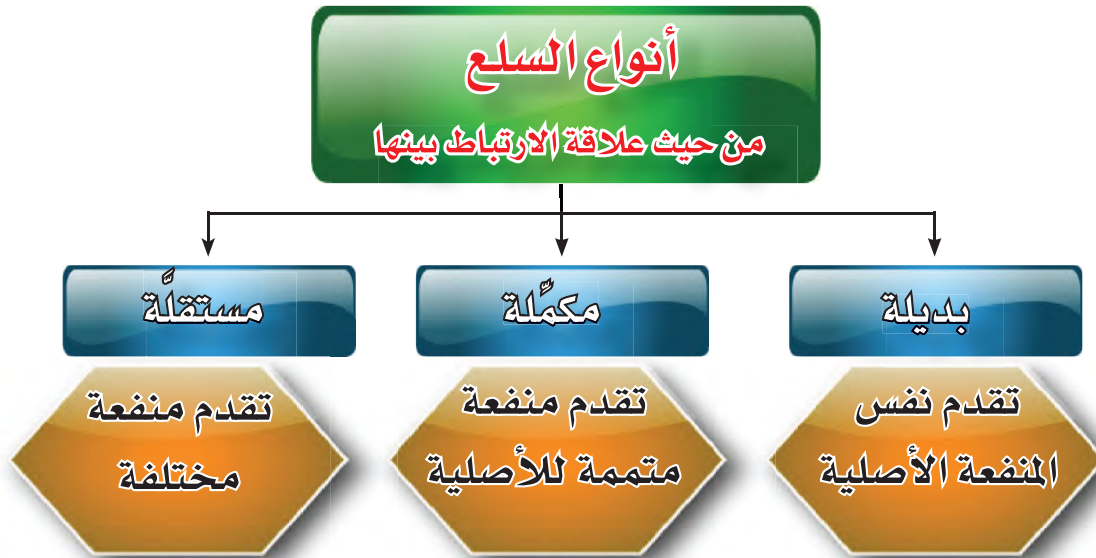 أنواع السلع
من حيث علاقة الارتباط بينها
بديلة
مكمِّلة
مستقلَّة
تقدم نفس
المنفعة الأصلية
تقدم منفعة
متممة للأصلية
تقدم منفعة
مختلفة